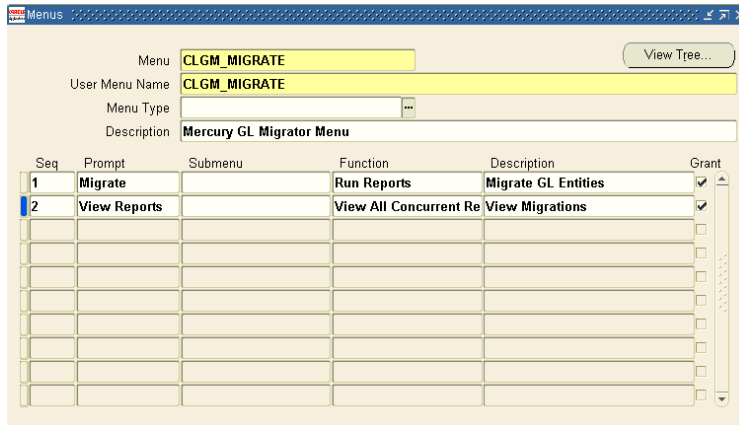 ORACLE
Menus
View Tree...
Menu CLGM_MIGRATE
User Menu Name CLGM_MIGRATE
Menu Type ...
Description Mercury GL Migrator Menu
Seq Prompt Submenu Function Description Grant
1 Migrate Run Reports Migrate GL Entities
2 View Reports View All Concurrent Re View Migrations